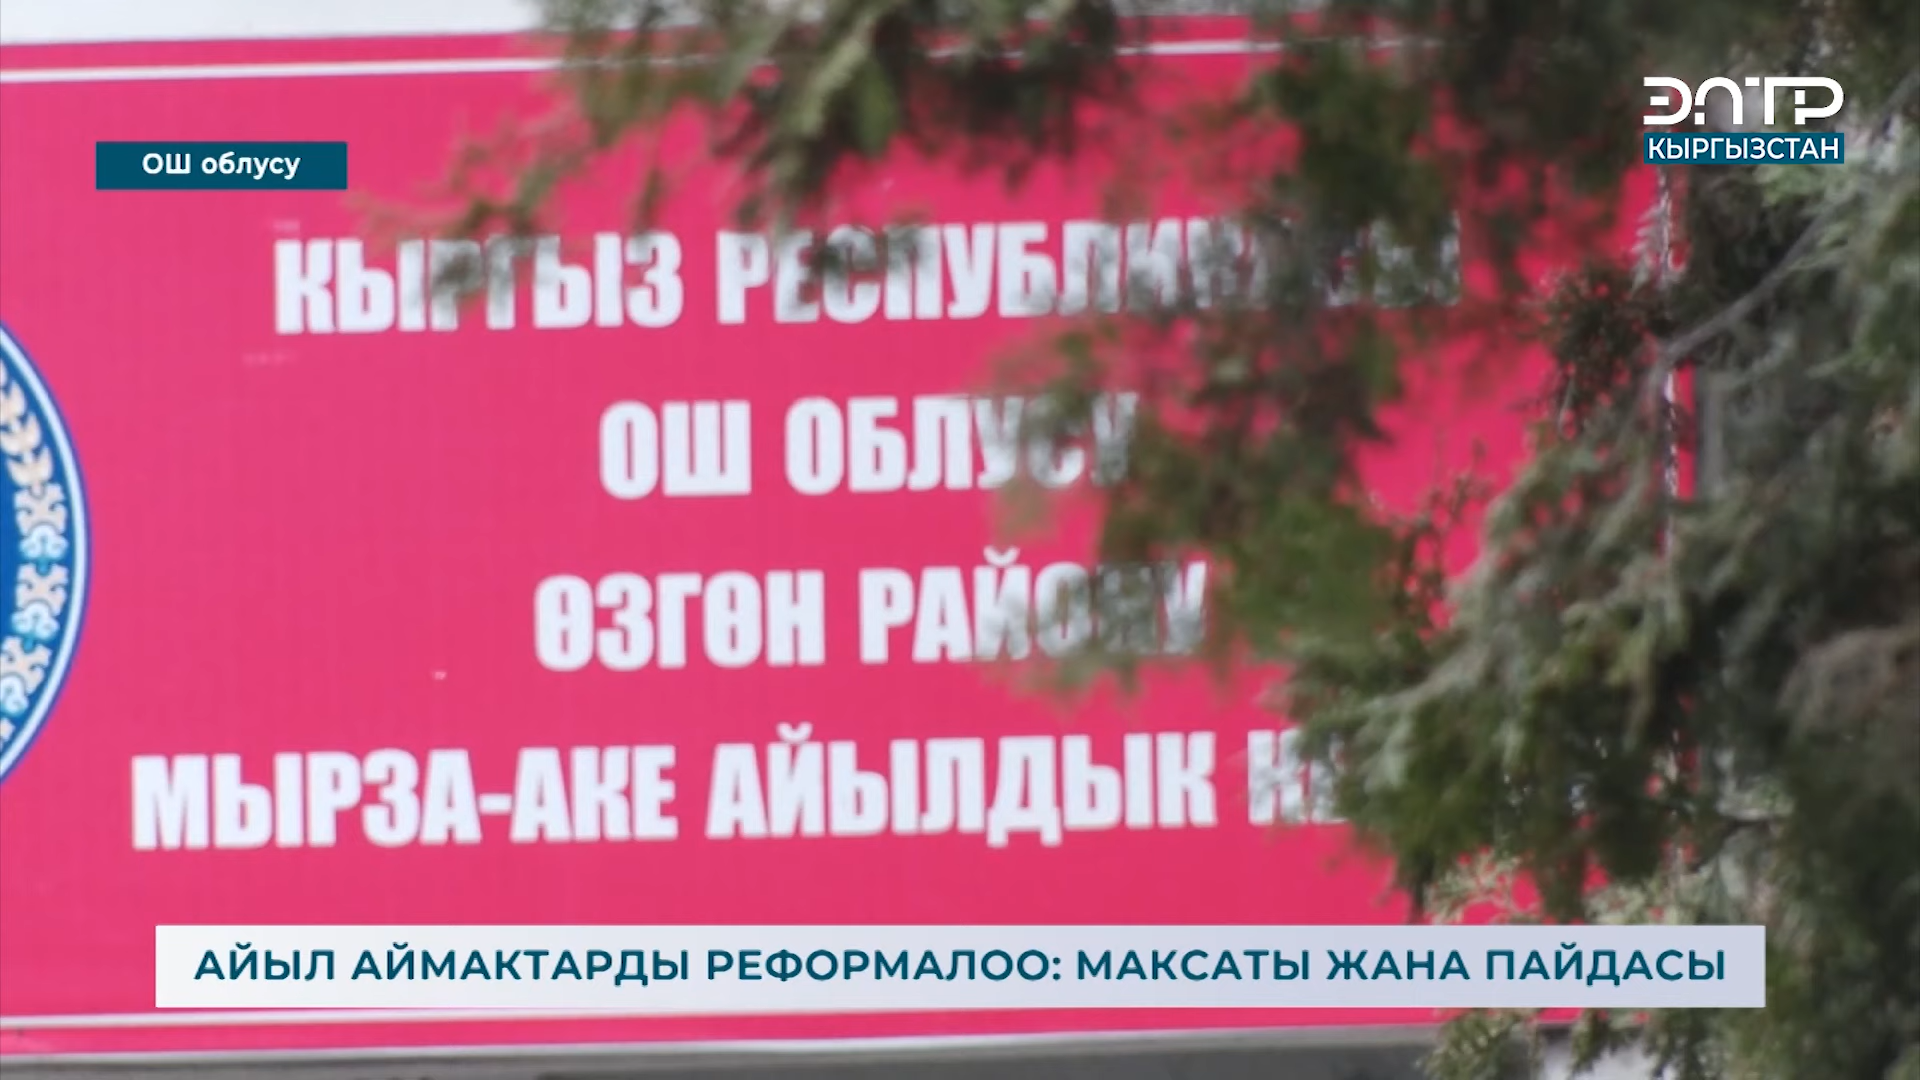 ЭЛТР
КЫРГЫЗСТАН
ОШ облусу
КЫРГЫЗ РЕСПУБЛИКАСЫ
ОШ ОБЛУСУ
ӨЗГӨН РАЙОНУ
МЫРЗА-АКЕ АЙЫЛДЫК
АЙЫЛ АЙМАКТАРДЫ РЕФОРМАЛОО: МАКСАТЫ ЖАНА ПАЙДАСЫ